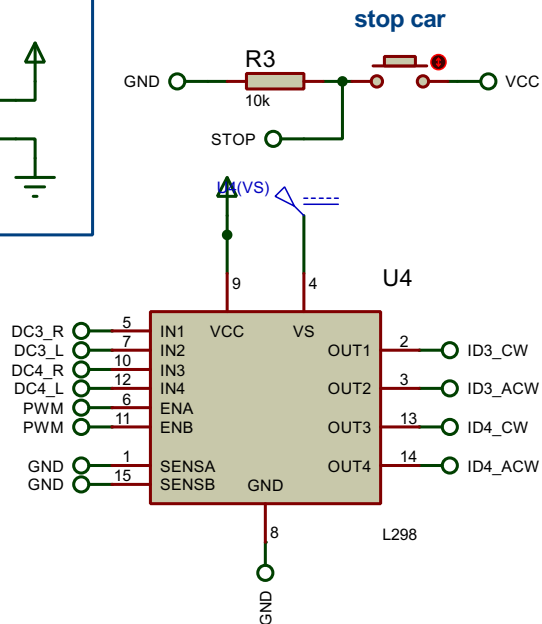 stop car
R3
GND
VCC
10k
STOP
U4(VS)
9
4
U4
DC3_R 5 IN1 VCC VS
DC3_L 7 IN2 OUT1 2 ID3_CW
DC4_R 10 IN3
DC4_L 12 IN4 OUT2 3 ID3_ACW
PWM 6 ENA
PWM 11 ENB OUT3 13 ID4_CW
GND 1 SENSA OUT4 14 ID4_ACW
GND 15 SENSB GND
8
L298
GND